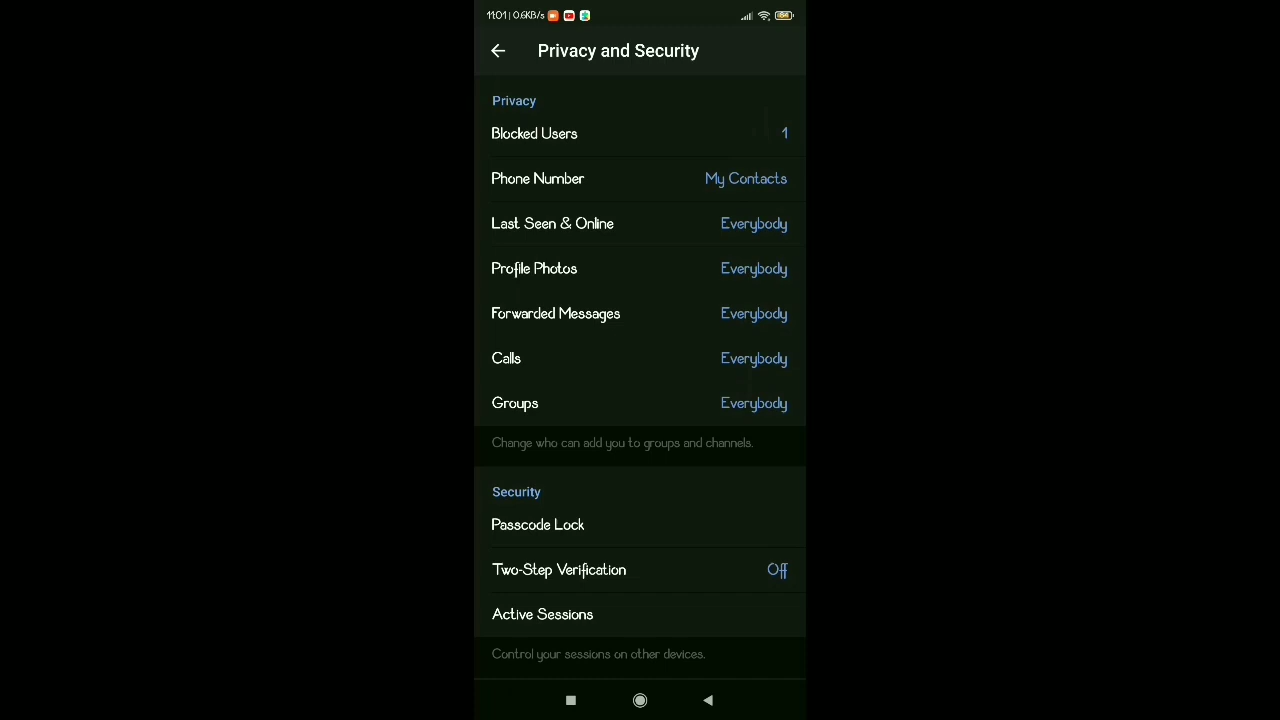 11:01 | 0.6KB/s 84
Privacy and Security
Privacy
Blocked Users 1
Phone Number My Contacts
Last Seen & Online Everybody
Profile Photos Everybody
Forwarded Messages Everybody
Calls Everybody
Groups Everybody
Change who can add you to groups and channels.
Security
Passcode Lock
Two-Step Verification Off
Active Sessions
Control your sessions on other devices.